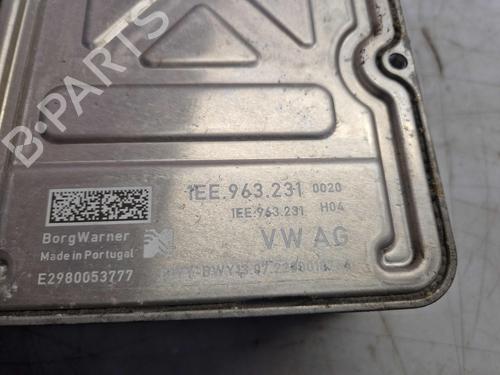 B-PARTS
1EE.963.231 0020
1EE.963.231 H04
BorgWarner
Made in Portugal
VW AG
E2980053777